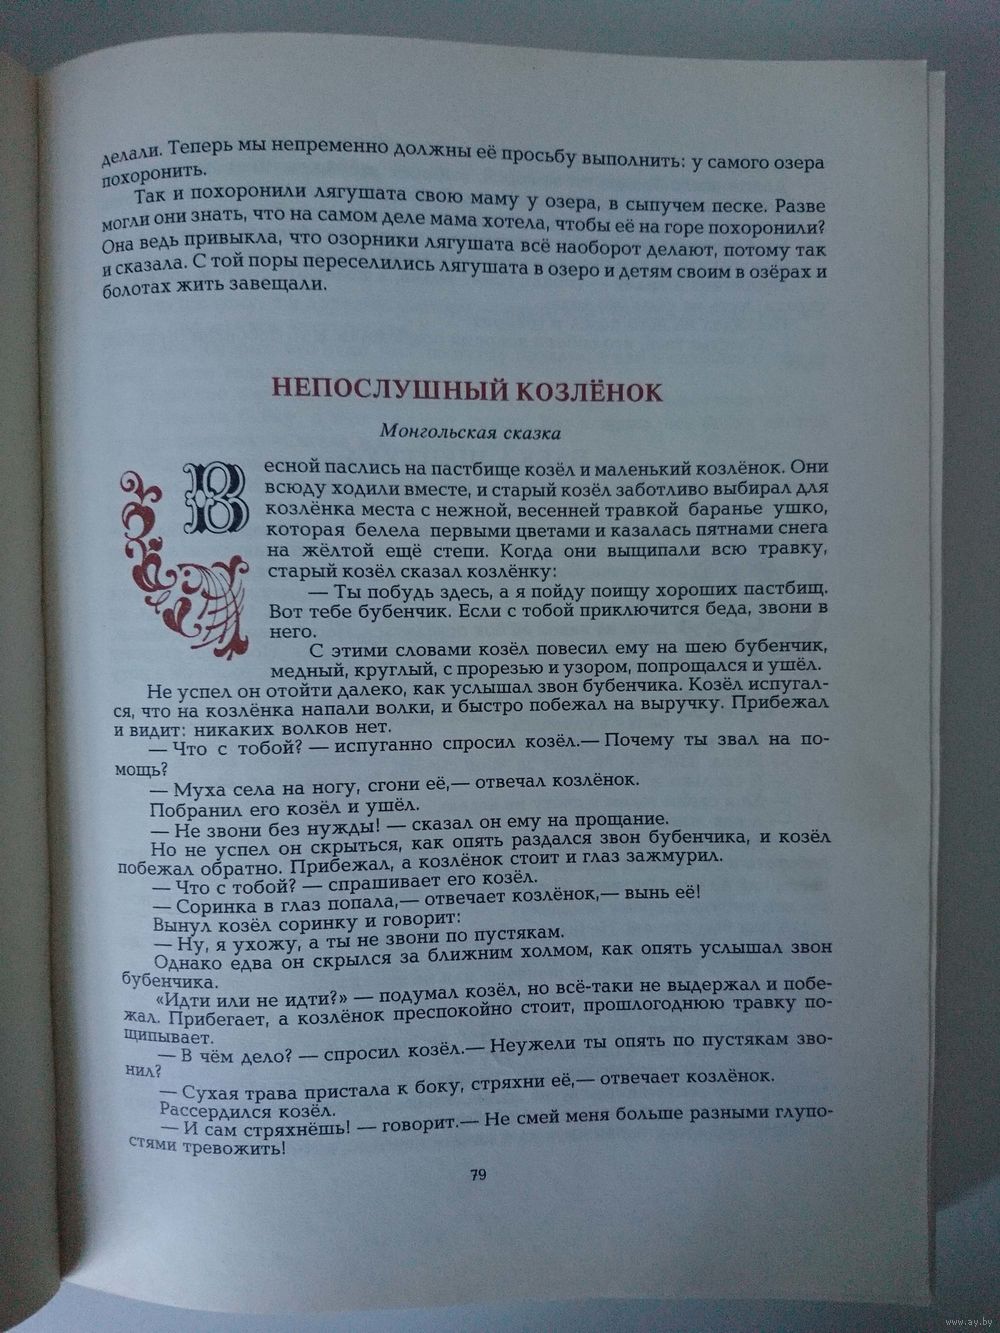 делали. Теперь мы непременно должны её просьбу выполнить: у самого озера
похоронить.
Так и похоронили лягушата свою маму у озера, в сыпучем песке. Разве
могли они знать, что на самом деле мама хотела, чтобы её на горе похоронили?
Она ведь привыкла, что озорники лягушата всё наоборот делают, потому так
и сказала. С той поры переселились лягушата в озеро и детям своим в озёрах и
болотах жить завещали.
НЕПОСЛУШНЫЙ КОЗЛЁНОК
Монгольская сказка
Весной паслись на пастбище козёл и маленький козлёнок. Они
всюду ходили вместе, и старый козёл заботливо выбирал для
козлёнка места с нежной, весенней травкой баранье ушко,
которая белела первыми цветами и казалась пятнами снега
на жёлтой ещё степи. Когда они выщипали всю травку,
старый козёл сказал козлёнку:
— Ты побудь здесь, а я пойду поищу хороших пастбищ.
Вот тебе бубенчик. Если с тобой приключится беда, звони в
него.
С этими словами козёл повесил ему на шею бубенчик,
медный, круглый, с прорезью и узором, попрощался и ушёл.
Не успел он отойти далеко, как услышал звон бубенчика. Козёл испугал-
ся, что на козлёнка напали волки, и быстро побежал на выручку. Прибежал
и видит: никаких волков нет.
— Что с тобой? — испуганно спросил козёл.— Почему ты звал на по-
мощь?
— Муха села на ногу, сгони её,— отвечал козлёнок.
Побранил его козёл и ушёл.
— Не звони без нужды! — сказал он ему на прощание.
Но не успел он скрыться, как опять раздался звон бубенчика, и козёл
побежал обратно. Прибежал, а козлёнок стоит и глаз зажмурил.
— Что с тобой? — спрашивает его козёл.
— Соринка в глаз попала,— отвечает козлёнок,— вынь её!
Вынул козёл соринку и говорит:
— Ну, я ухожу, а ты не звони по пустякам.
Однако едва он скрылся за ближним холмом, как опять услышал звон
бубенчика.
«Идти или не идти?» — подумал козёл, но всё-таки не выдержал и побе-
жал. Прибегает, а козлёнок преспокойно стоит, прошлогоднюю травку по-
щипывает.
— В чём дело? — спросил козёл.— Неужели ты опять по пустякам зво-
нил?
— Сухая трава пристала к боку, стряхни её,— отвечает козлёнок.
Рассердился козёл.
— И сам стряхнёшь! — говорит.— Не смей меня больше разными глупо-
стями тревожить!
79
www.ay.by